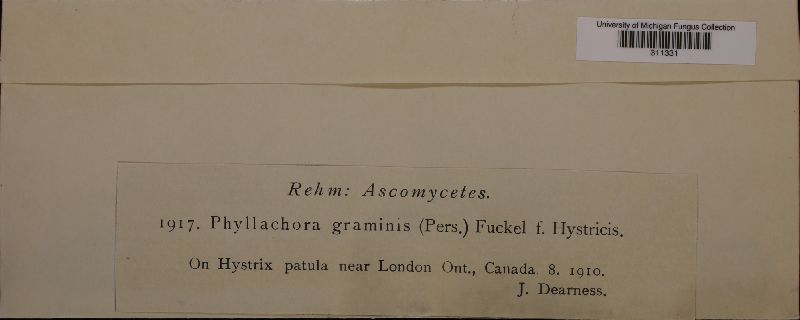 University of Michigan Fungus Collection
311331
Rehm: Ascomycetes.
1917. Phyllachora graminis (Pers.) Fuckel f. Hystricis.
On Hystrix patula near London Ont., Canada. 8. 1910.
J. Dearness.